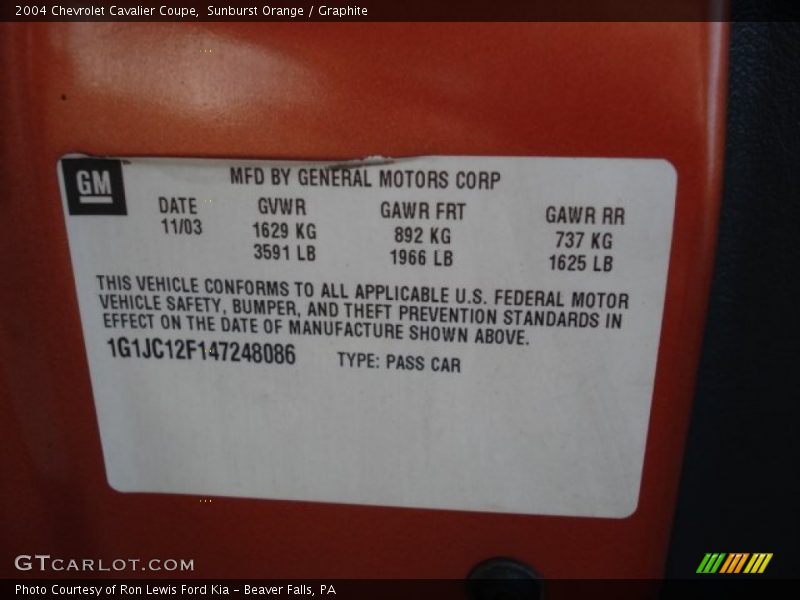 2004 Chevrolet Cavalier Coupe,  Sunburst Orange / Graphite
GM
MFD BY GENERAL MOTORS CORP
DATE GVWR GAWR FRT GAWR RR
11/03 1629 KG 892 KG 737 KG
3591 LB 1966 LB 1625 LB
THIS VEHICLE CONFORMS TO ALL APPLICABLE U.S. FEDERAL MOTOR
VEHICLE SAFETY, BUMPER, AND THEFT PREVENTION STANDARDS IN
EFFECT ON THE DATE OF MANUFACTURE SHOWN ABOVE.
1G1JC12F147248086 TYPE: PASS CAR
GTCARLOT.COM
Photo Courtesy of Ron Lewis Ford Kia - Beaver Falls, PA